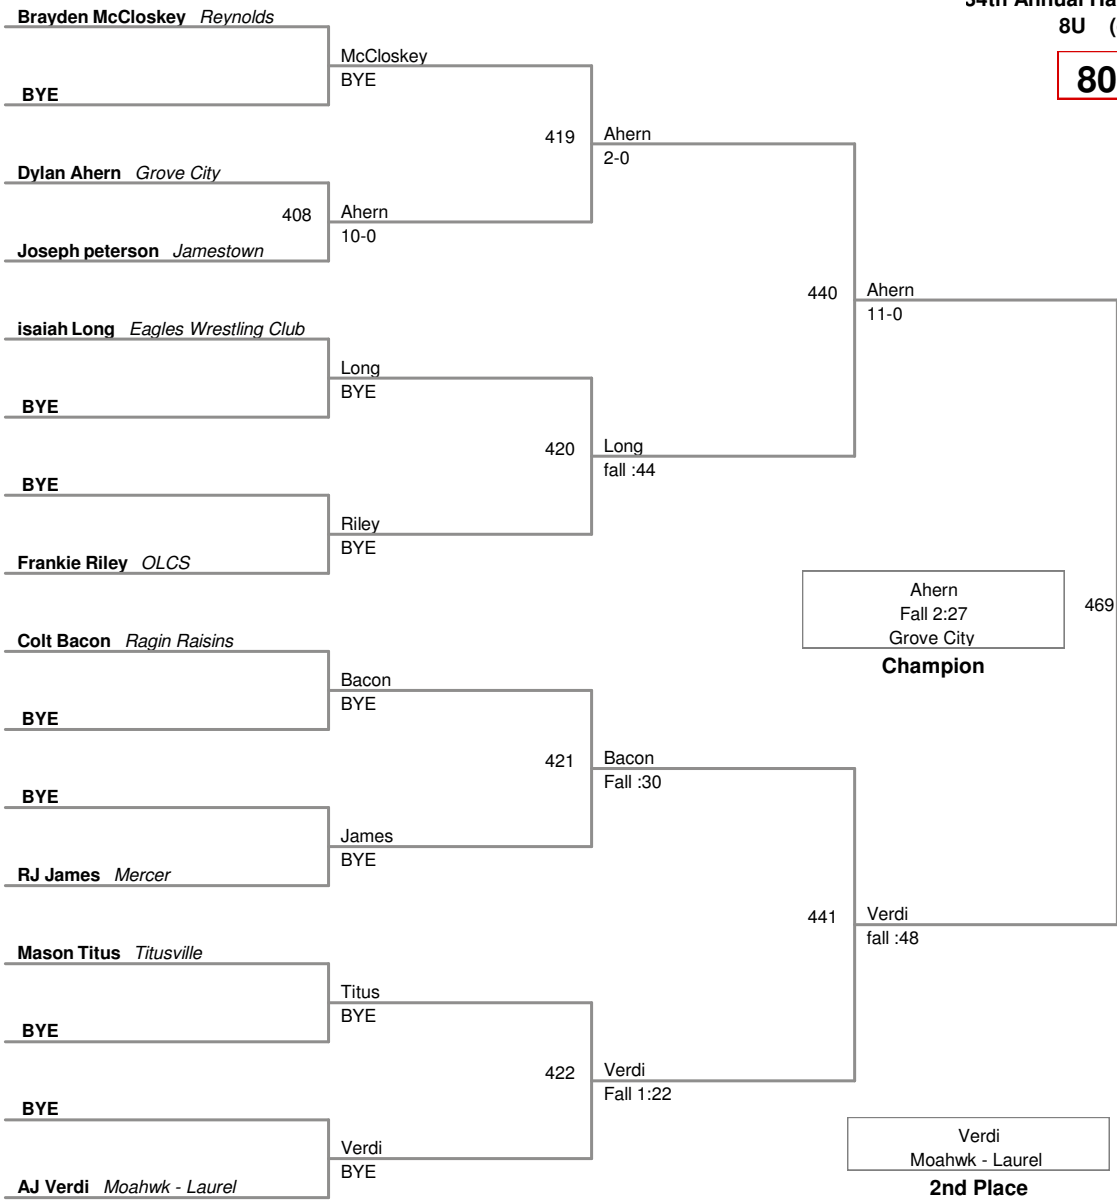 34th Annual Ha
8U (
80
Brayden McCloskey Reynolds
McCloskey
BYE
BYE
419
Ahern
2-0
Dylan Ahern Grove City
408
Ahern
10-0
Joseph peterson Jamestown
440
Ahern
11-0
isaiah Long Eagles Wrestling Club
Long
BYE
BYE
420
Long
fall :44
BYE
Riley
BYE
Frankie Riley OLCS
Ahern
Fall 2:27
Grove City
Champion
469
Colt Bacon Ragin Raisins
Bacon
BYE
BYE
421
Bacon
Fall :30
BYE
James
BYE
RJ James Mercer
441
Verdi
fall :48
Mason Titus Titusville
Titus
BYE
BYE
422
Verdi
Fall 1:22
BYE
Verdi
BYE
AJ Verdi Moahwk - Laurel
Verdi
Moahwk - Laurel
2nd Place